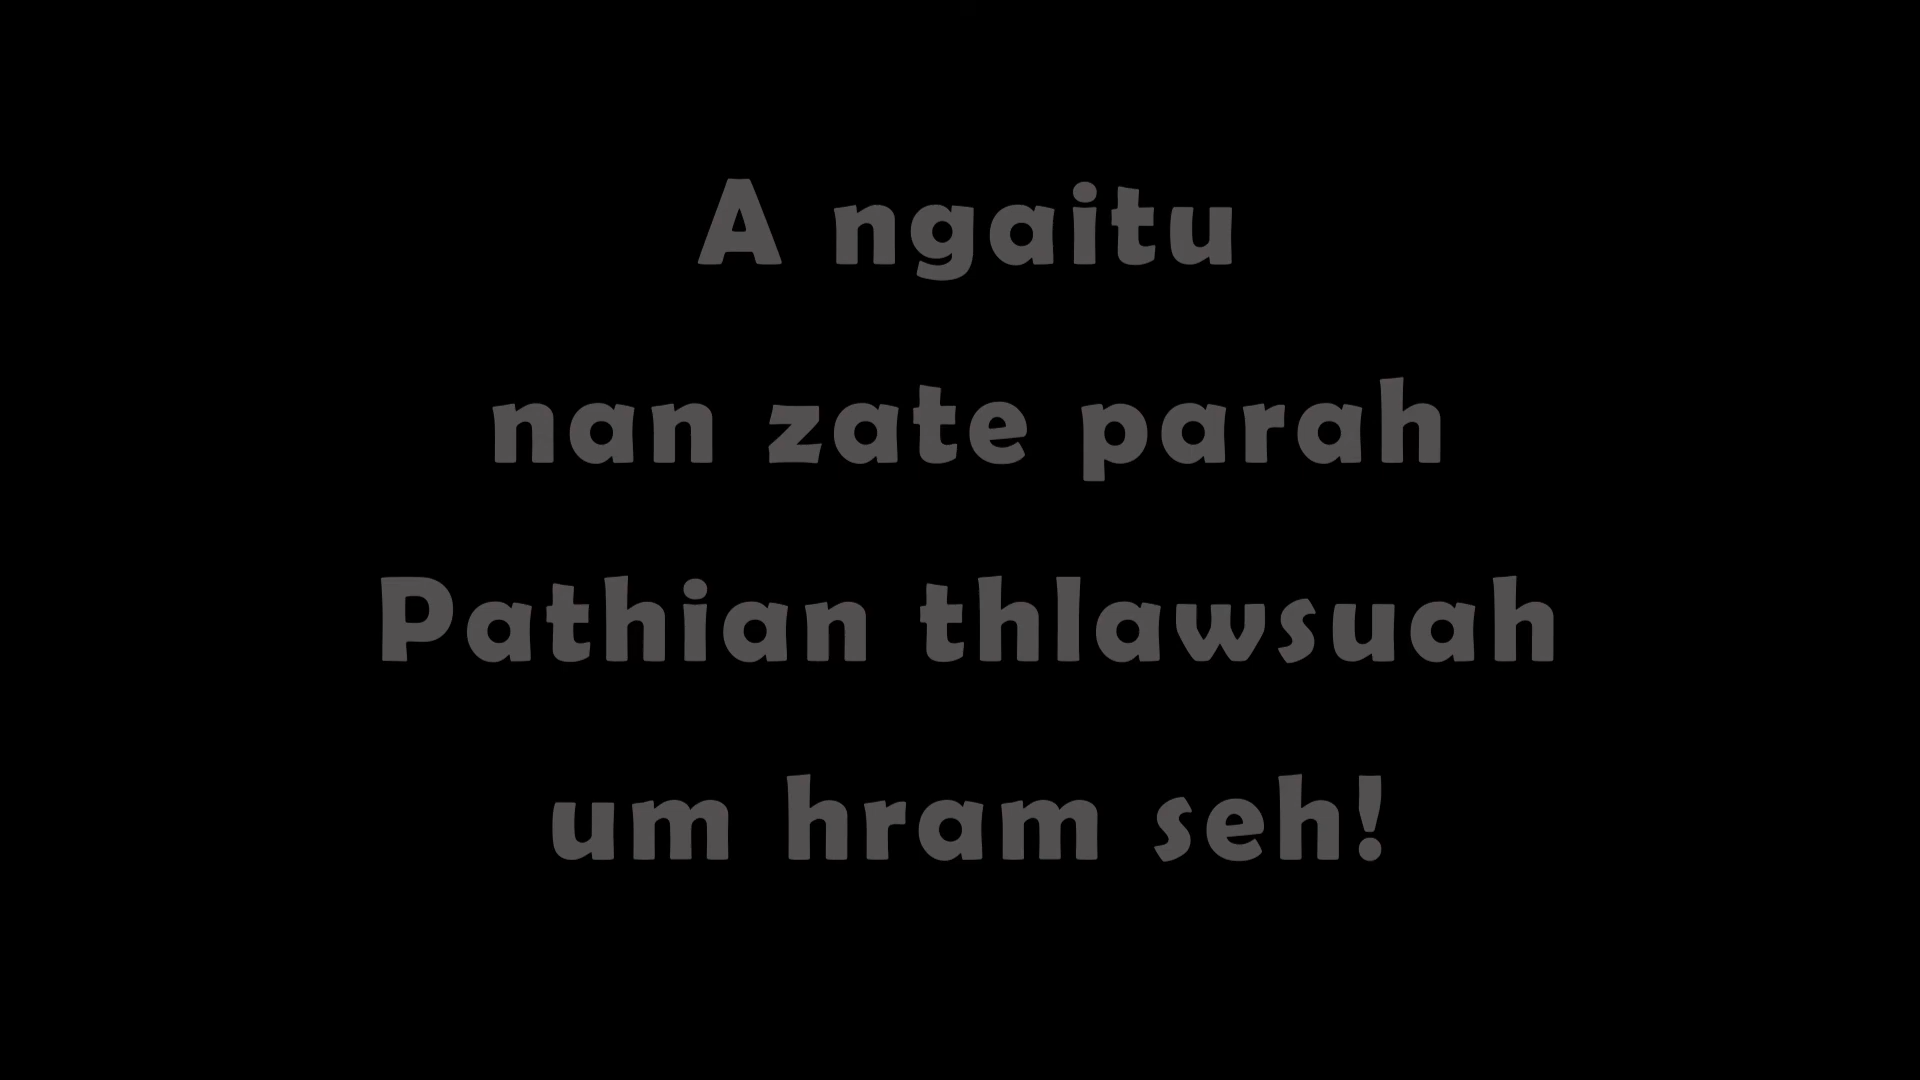 A ngaitu
nan zate parah
Pathian thlawsuah
um hram seh!